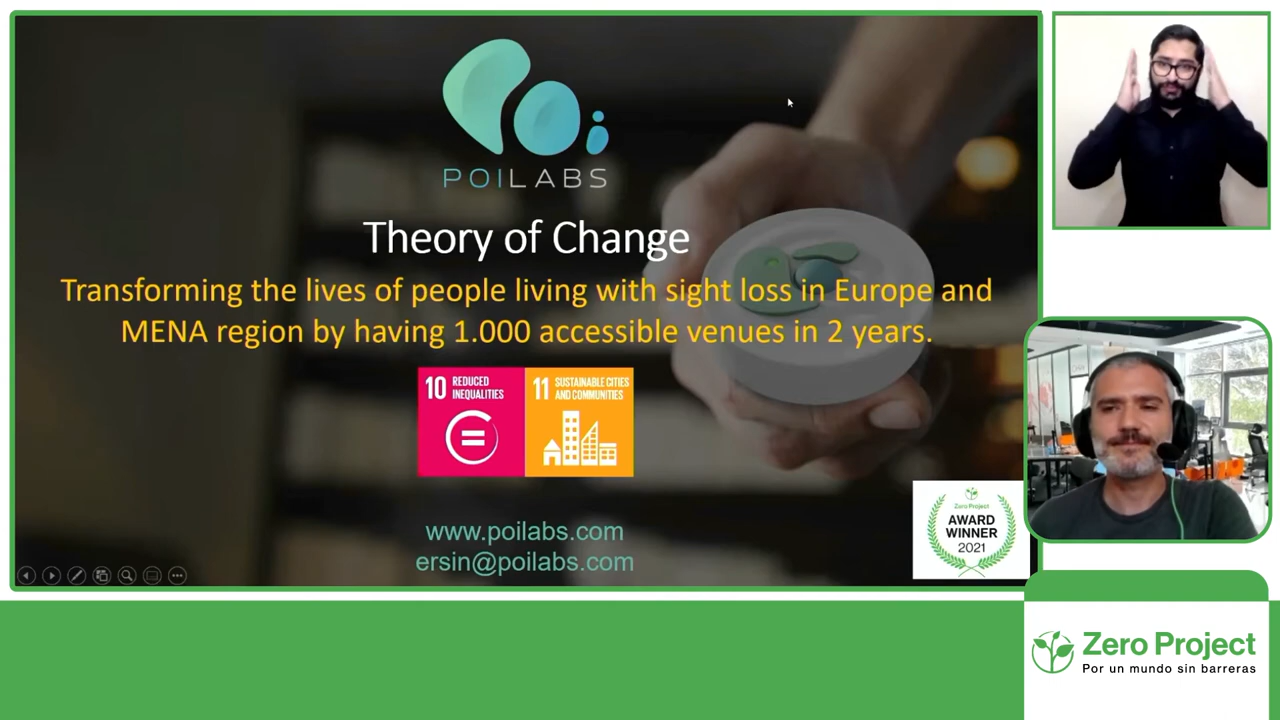 POILABS
Theory of Change
Transforming the lives of people living with sight loss in Europe and
MENA region by having 1.000 accessible venues in 2 years.
10 REDUCED
INEQUALITIES
11 SUSTAINABLE CITIES
AND COMMUNITIES
www.poilabs.com
ersin@poilabs.com
Zero Project
AWARD
WINNER
2021
Zero Project
Por un mundo sin barreras